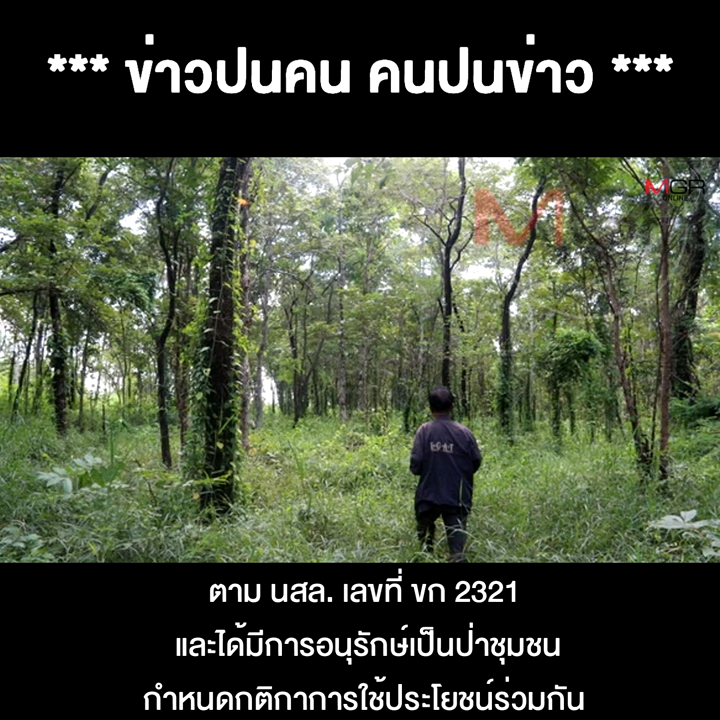 *** ข่าวปนคน คนปนข่าว ***
MGR
ONLINE
M
ตาม นสล. เลขที่ ขก 2321
และได้มีการอนุรักษ์เป็นป่าชุมชน
กำหนดกติกาการใช้ประโยชน์ร่วมกัน